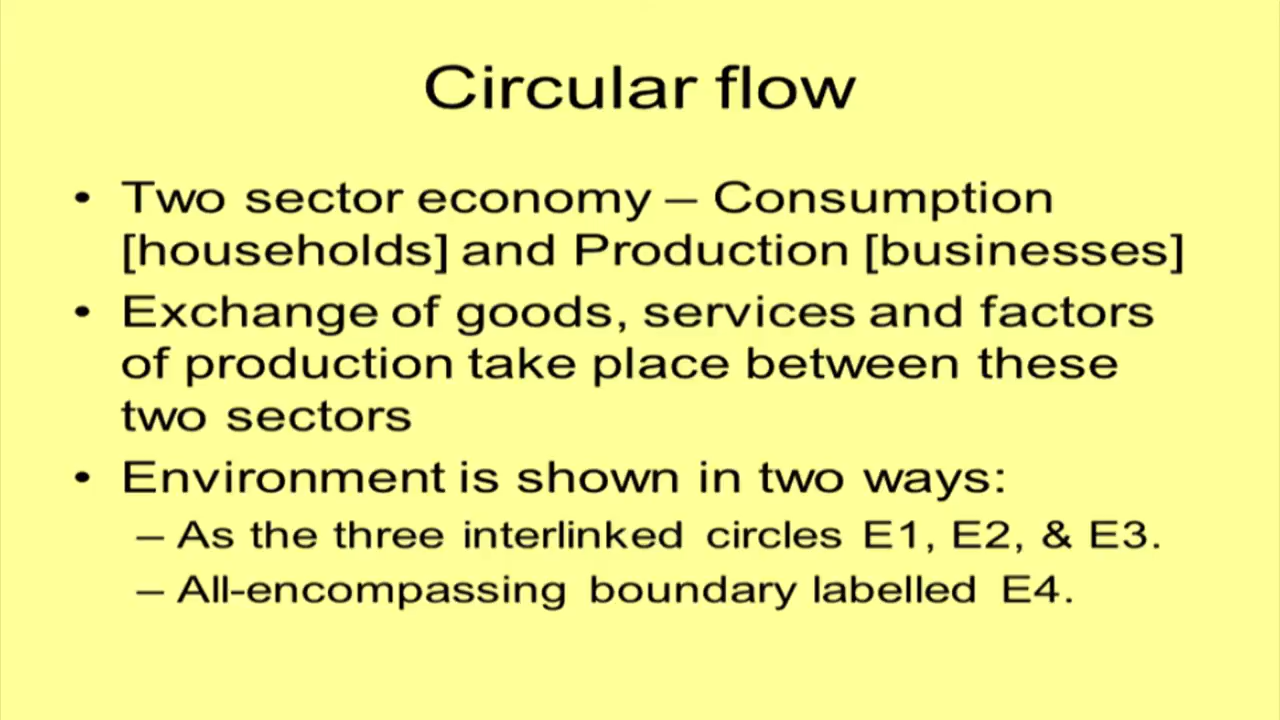 Circular flow
• Two sector economy – Consumption
[households] and Production [businesses]
• Exchange of goods, services and factors
of production take place between these
two sectors
• Environment is shown in two ways:
– As the three interlinked circles E1, E2, & E3.
– All-encompassing boundary labelled E4.